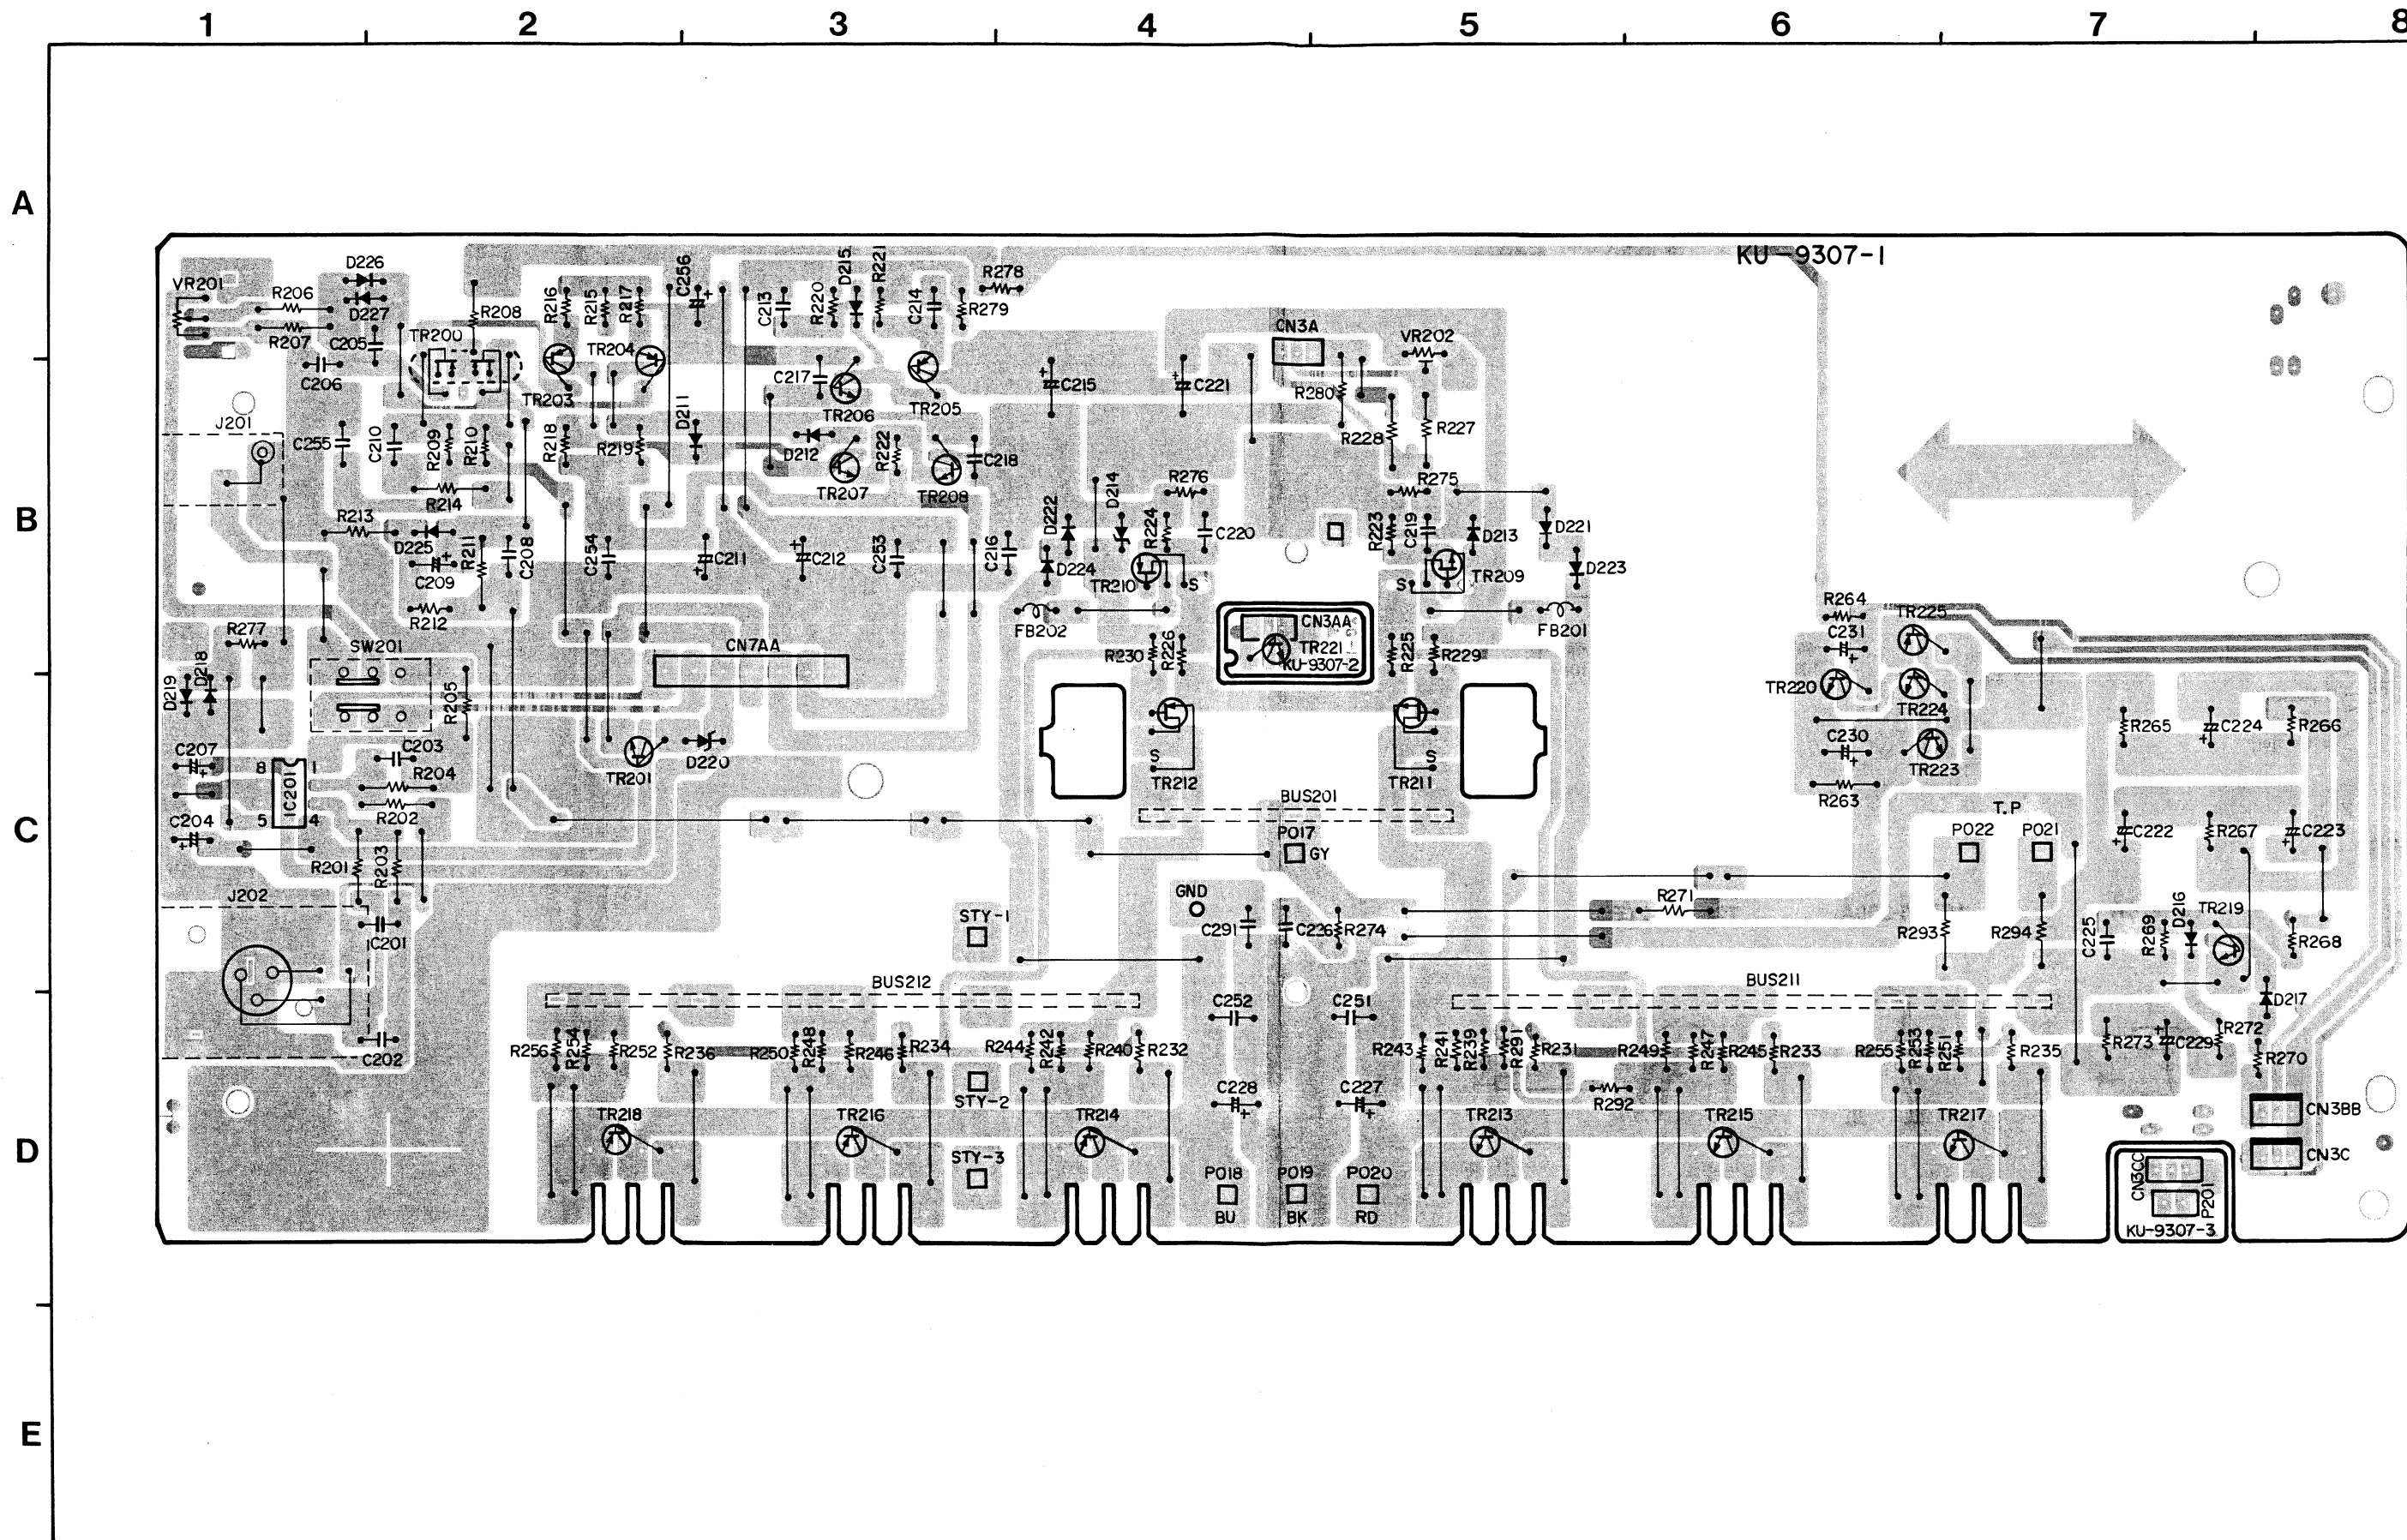 1 2 3 4 5 6 7 8
A
KU-9307-1
D226
VR201 R206
D227
R207 C205
C206
TR200 R208
R216 R215 R217 C256
TR204
TR203
C213 R220 D215 R221 C214 R278
R279
C217
TR206 TR205
CN3A
VR202
C215 C221
R280
R228 R227
J201
C255 C210 R209 R210
R214
R218 R219 D211
D212 R222 C218
TR207 TR208
R276
R275
B
R213
D225 R211 C208
C209
R212
C254 C211 C212 C253 C216
D222 D214 R224 C220
D224
TR210 S
R223 C219 D213 D221
S TR209 D223
FB202
FB201
R264 TR225
C231
CN3AA
TR221
KU-9307-2
R230 R226
R225 R229
R277 SW201
CN7AA
D219 D218
R205
TR220 TR224
C207 C203
8 1
IC201
R204
5 4
R202
C204
TR201 D220
S
TR212
S
TR211
C230
TR223
R263
R265 C224 R266
BUS201
T.P
C
P017
GY
P022 P021
C222 R267 C223
R201 R203
J202
C201
STY-1
GND
C291 C226 R274
R271
R293 R294
C225 R269 D216 TR219
R268
BUS212
BUS211
D217
C252 C251
C202
R256 R254 R252 R236
R250 R248 R246 R234
R244 R242 R240 R232
R243 R241 R239 R291 R231
R249 R247 R245 R233
R255 R253 R251 R235
R273 C229 R272
R270
STY-2
C228 C227
R292
CN3BB
TR218 TR216 TR214
TR213 TR215 TR217
D
STY-3
CN3C
P018 P019 P020
BU BK RD
CN3CC
P201
KU-9307-3
E